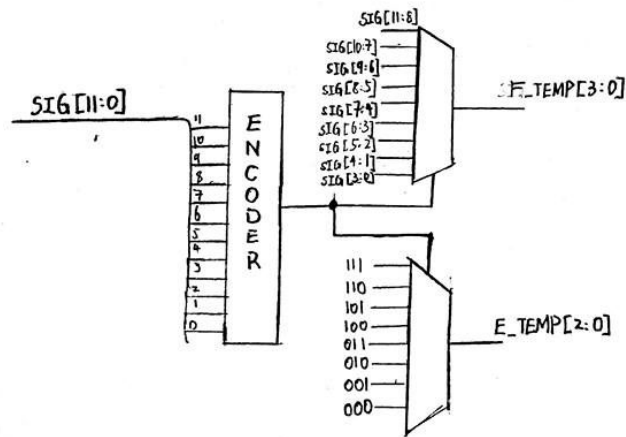 SIG[11:0]
11
10
9
8
7
6
5
4
3
2
1
0
ENCODER
SIG[11:8]
SIG[10:7]
SIG[9:6]
SIG[8:5]
SIG[7:4]
SIG[6:3]
SIG[5:2]
SIG[4:1]
SIG[3:0]
F_TEMP[3:0]
111
110
101
100
011
010
001
000
E_TEMP[2:0]